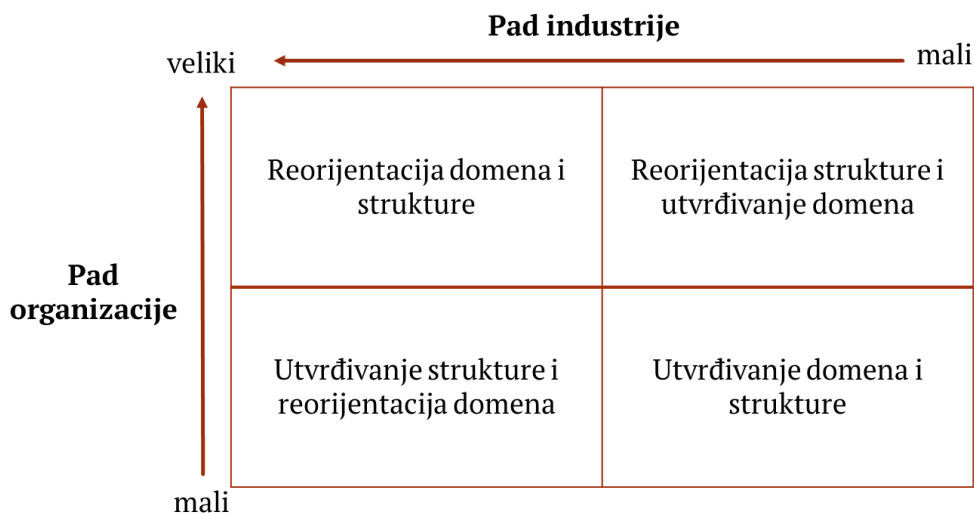 Pad industrije
veliki
mali
Reorijentacija domena i
strukture
Reorijentacija strukture i
utvrđivanje domena
Pad
organizacije
Utvrđivanje strukture i
reorijentacija domena
Utvrđivanje domena i
strukture
mali